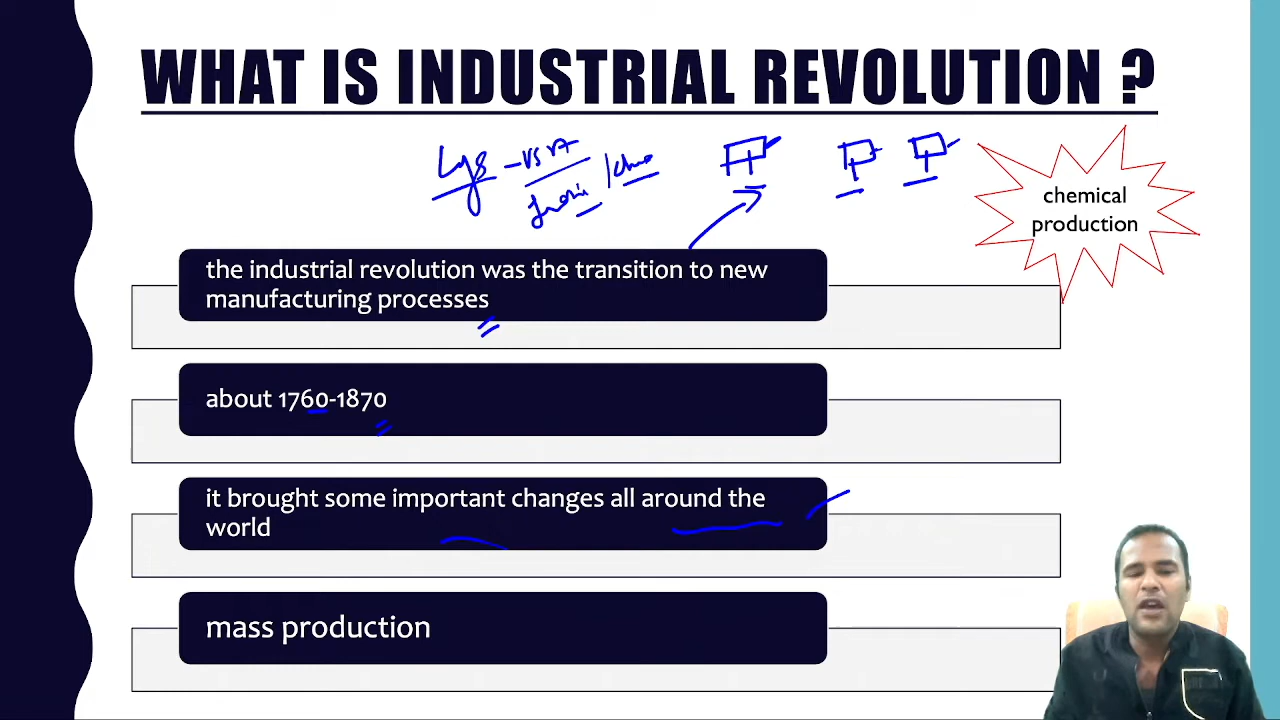 WHAT IS INDUSTRIAL REVOLUTION ?
chemical
production
the industrial revolution was the transition to new
manufacturing processes
about 1760-1870
it brought some important changes all around the
world
mass production